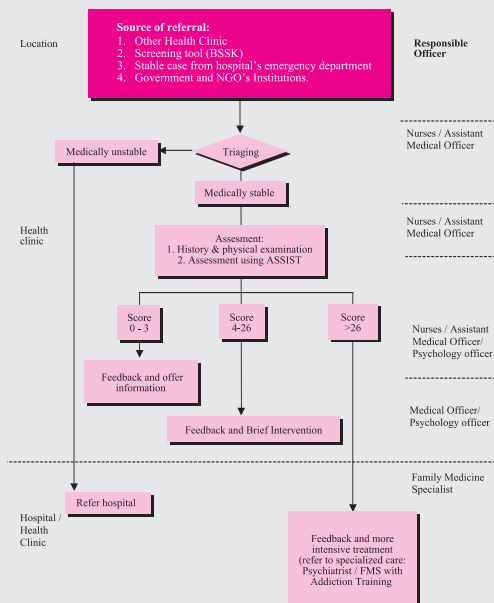 Location
Source of referral:
1. Other Health Clinic
2. Screening tool (BSSK)
3. Stable case from hospital's emergency department
4. Government and NGO's Institutions.
Responsible
Officer
Medically unstable
Triaging
Nurses / Assistant
Medical Officer
Medically stable
Health
clinic
Assesment:
1. History & physical examination
2. Assessment using ASSIST
Nurses / Assistant
Medical Officer
Score
0 - 3
Score
4-26
Score
>26
Nurses / Assistant
Medical Officer/
Psychology officer
Feedback and offer
information
Feedback and Brief Intervention
Medical Officer/
Psychology officer
Family Medicine
Specialist
Refer hospital
Hospital /
Health
Clinic
Feedback and more
intensive treatment
(refer to specialized care:
Psychiatrist / FMS with
Addiction Training